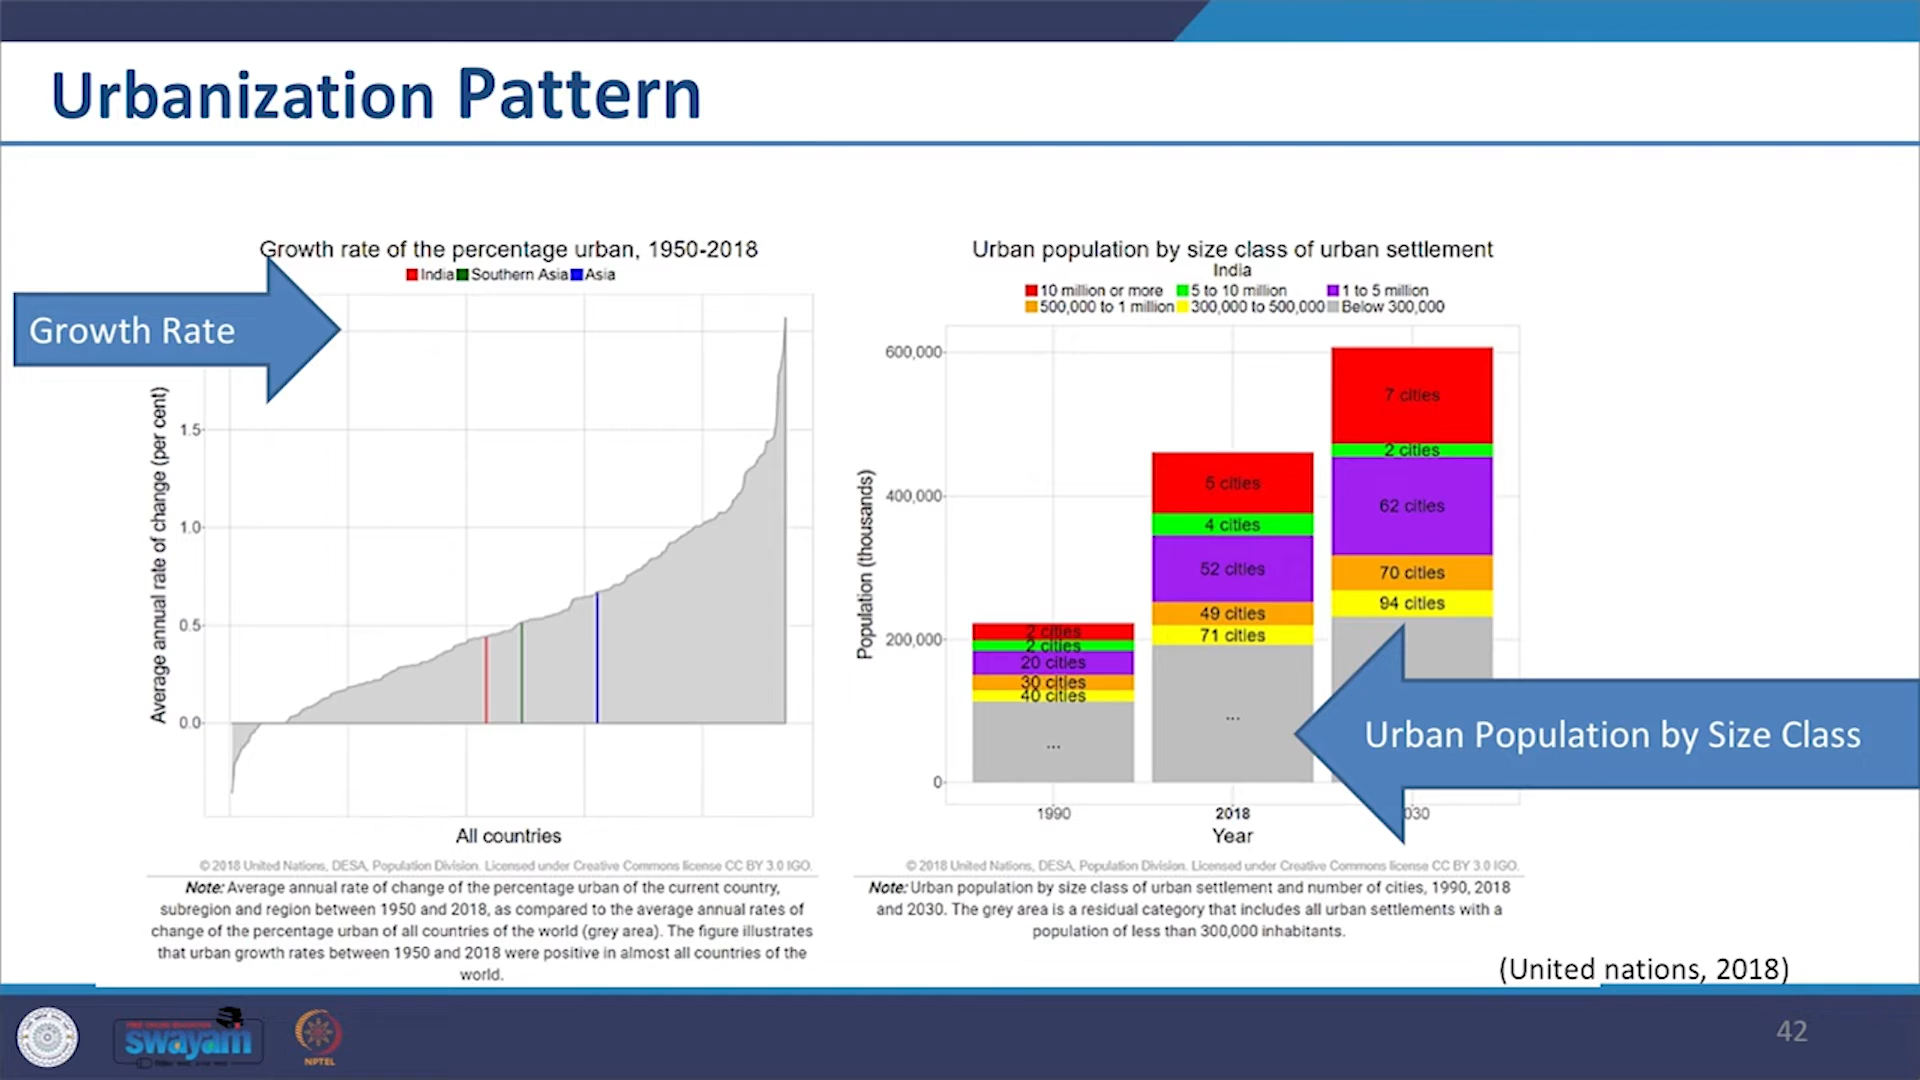 Urbanization Pattern
Growth rate of the percentage urban, 1950-2018
India Southern Asia Asia
Growth Rate
Average annual rate of change (per cent)
1.5
1.0
0.5
0.0
All countries
© 2018 United Nations, DESA, Population Division. Licensed under Creative Commons license CC BY 3.0 IGO.
Note: Average annual rate of change of the percentage urban of the current country,
subregion and region between 1950 and 2018, as compared to the average annual rates of
change of the percentage urban of all countries of the world (grey area). The figure illustrates
that urban growth rates between 1950 and 2018 were positive in almost all countries of the
world.
Urban population by size class of urban settlement
India
10 million or more 5 to 10 million 1 to 5 million
500,000 to 1 million 300,000 to 500,000 Below 300,000
Population (thousands)
600,000
400,000
200,000
0
2 cities
2 cities
20 cities
30 cities
40 cities
...
5 cities
4 cities
52 cities
49 cities
71 cities
...
7 cities
2 cities
62 cities
70 cities
94 cities
Urban Population by Size Class
1990 2018 030
Year
© 2018 United Nations, DESA, Population Division. Licensed under Creative Commons license CC BY 3.0 IGO.
Note: Urban population by size class of urban settlement and number of cities, 1990, 2018
and 2030. The grey area is a residual category that includes all urban settlements with a
population of less than 300,000 inhabitants.
(United nations, 2018)
swayam
NPTEL
42